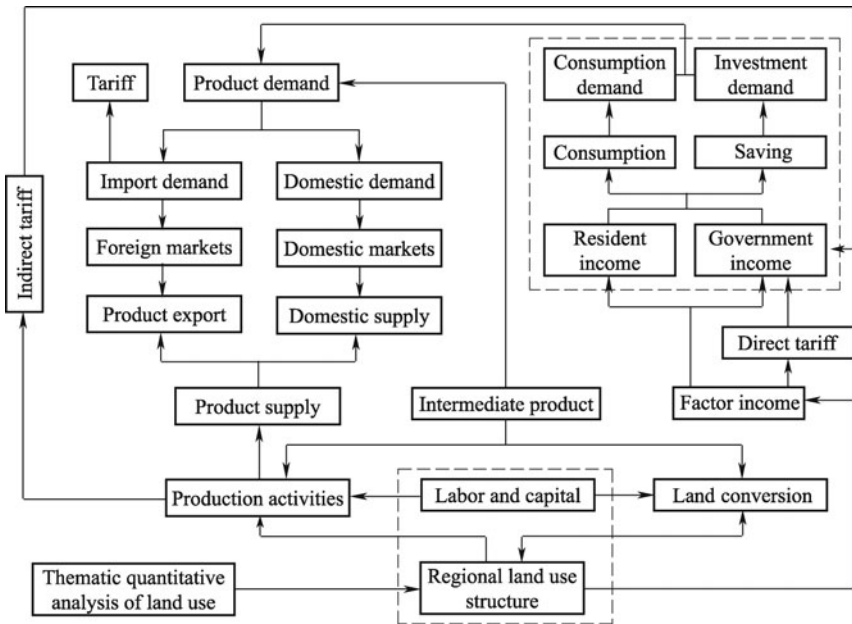 Consumption
demand
Investment
demand
Tariff
Product demand
Consumption
Saving
Import demand
Domestic demand
Indirect tariff
Foreign markets
Domestic markets
Resident
income
Government
income
Product export
Domestic supply
Direct tariff
Product supply
Intermediate product
Factor income
Production activities
Labor and capital
Land conversion
Thematic quantitative
analysis of land use
Regional land use
structure